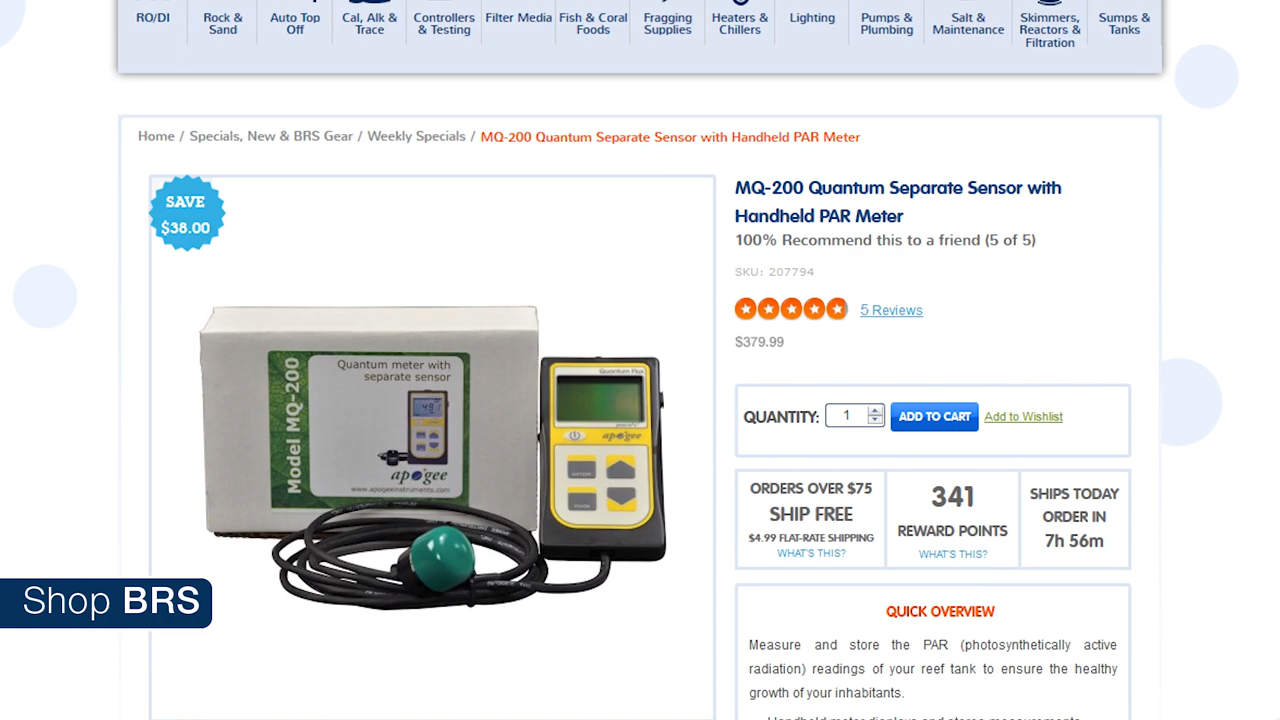 RO/DI
Rock &
Sand
Auto Top
Off
Cal, Alk &
Trace
Controllers
& Testing
Filter Media
Fish & Coral
Foods
Fragging
Supplies
Heaters &
Chillers
Lighting
Pumps &
Plumbing
Salt &
Maintenance
Skimmers,
Reactors &
Filtration
Sumps &
Tanks
Home / Specials, New & BRS Gear / Weekly Specials / MQ-200 Quantum Separate Sensor with Handheld PAR Meter
SAVE
$38.00
Quantum meter with
separate sensor
Model MQ-200
apogee
www.apogeeinstruments.com
Quantum Flux
apogee
MQ-200 Quantum Separate Sensor with
Handheld PAR Meter
100% Recommend this to a friend (5 of 5)
SKU: 207794
5 Reviews
$379.99
QUANTITY: 1 ADD TO CART Add to Wishlist
ORDERS OVER $75
SHIP FREE
$4.99 FLAT-RATE SHIPPING
WHAT'S THIS?
341
REWARD POINTS
WHAT'S THIS?
SHIPS TODAY
ORDER IN
7h 56m
Shop BRS
QUICK OVERVIEW
Measure and store the PAR (photosynthetically active
radiation) readings of your reef tank to ensure the healthy
growth of your inhabitants.
Handheld meter displays and stores measurements